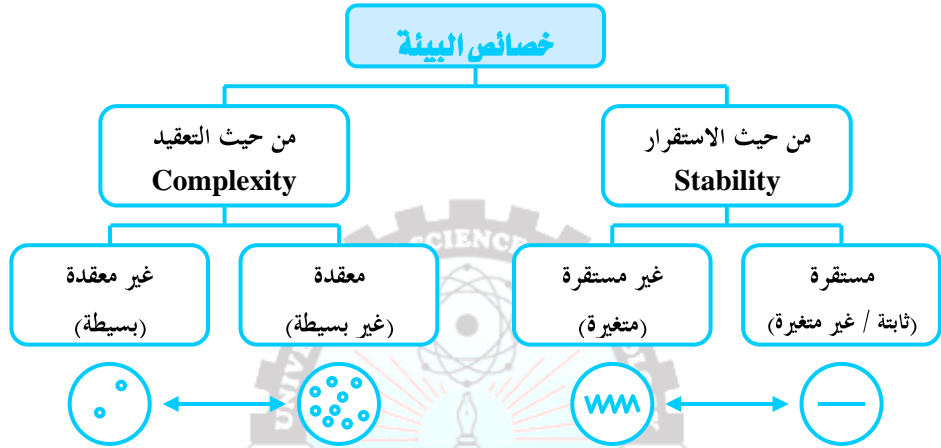 خصائص البيئة
من حيث الاستقرار
Stability
من حيث التعقيد
Complexity
مستقرة
(ثابتة / غير متغيرة)
غير مستقرة
(متغيرة)
معقدة
(غير بسيطة)
غير معقدة
(بسيطة)
SCIENC